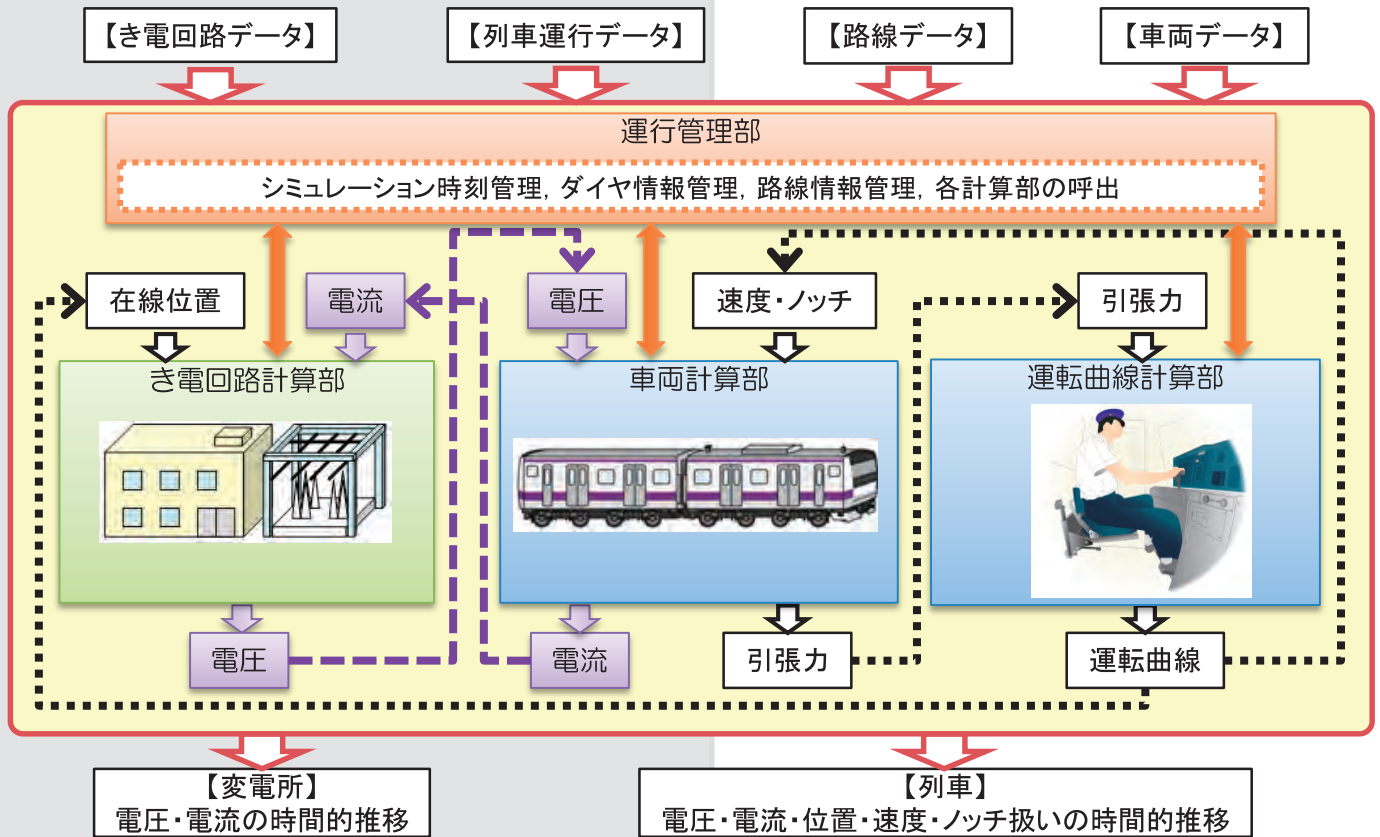 【き電回路データ】
【列車運行データ】
【路線データ】
【車両データ】
運行管理部
シミュレーション時刻管理, ダイヤ情報管理, 路線情報管理, 各計算部の呼出
在線位置
電流
電圧
速度・ノッチ
引張力
き電回路計算部
車両計算部
運転曲線計算部
電圧
電流
引張力
運転曲線
【変電所】
電圧・電流の時間的推移
【列車】
電圧・電流・位置・速度・ノッチ扱いの時間的推移